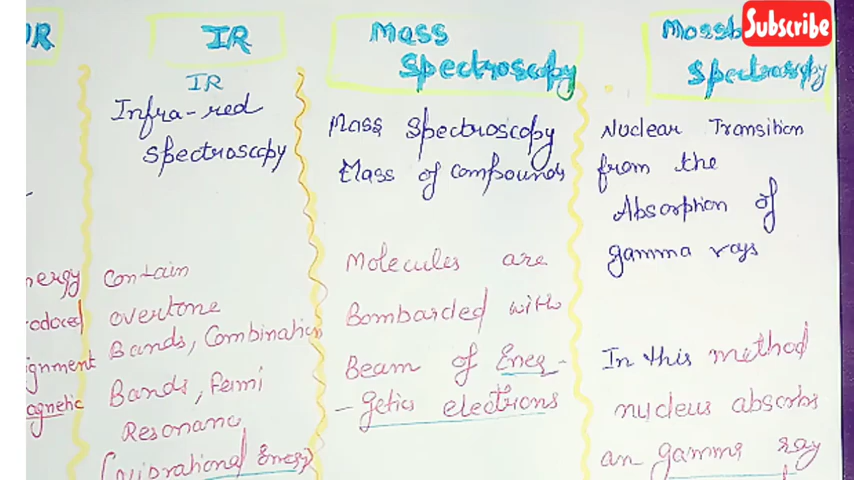 IR
IR
Infra-red
Spectroscopy
nergy contain
overtone
Bands, Combination
Bands, Fermi
Resonance
(vibrational Energy)
Mass
Spectroscopy
Mass Spectroscopy
Mass of compounds
Molecules are
Bombarded with
Beam of Ener-
-getics electrons
Subscribe
Spectroscopy
Nuclear Transition
from the
Absorption of
gamma rays
In this method
nucleus absorbs
an gamma ray